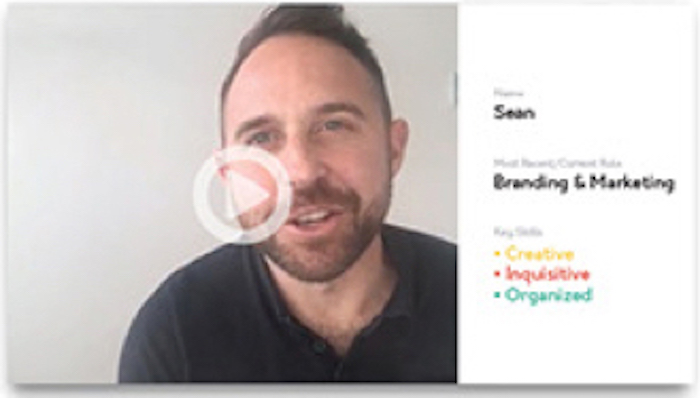 Name
Sean
Most Recent/Current Role
Branding & Marketing
Key Skills
• Creative
• Inquisitive
• Organized